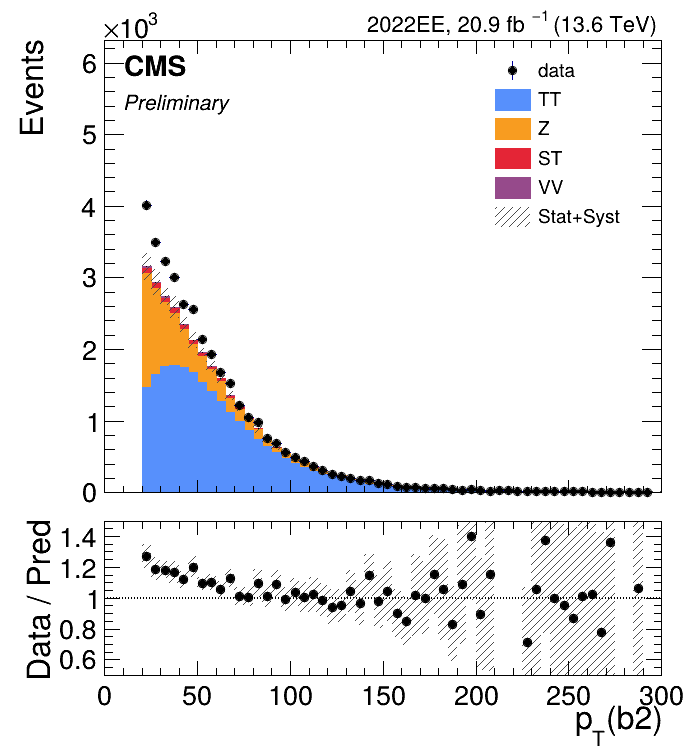 ×10³
2022EE, 20.9 fb ⁻¹ (13.6 TeV)
Events
CMS
Preliminary
data
TT
Z
ST
VV
Stat+Syst
6
5
4
3
2
1
0
Data / Pred
1.4
1.2
1
0.8
0.6
0 50 100 150 200 250 300
p_T(b2)